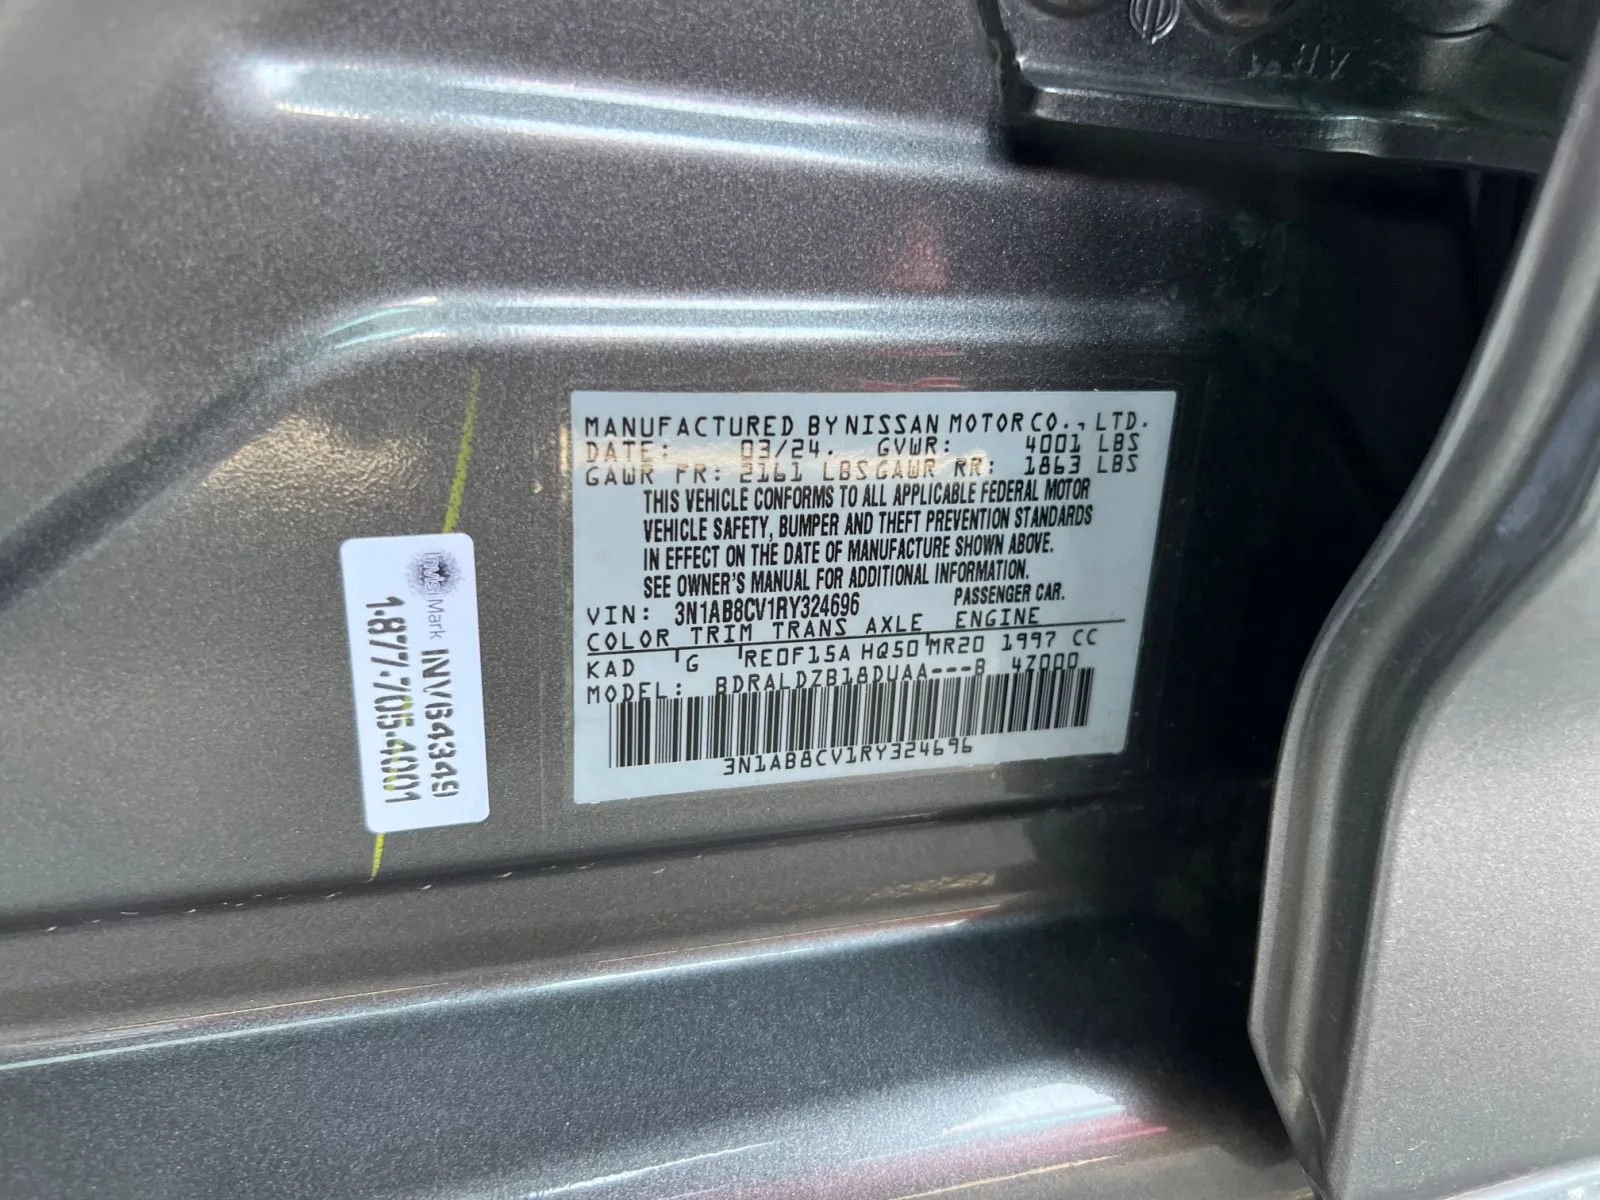 MANUFACTURED BY NISSAN MOTOR CO., LTD.
DATE: 03/24. GVWR: 4001 LBS
GAWR FR: 2161 LBS GAWR RR: 1863 LBS
THIS VEHICLE CONFORMS TO ALL APPLICABLE FEDERAL MOTOR
VEHICLE SAFETY, BUMPER AND THEFT PREVENTION STANDARDS
IN EFFECT ON THE DATE OF MANUFACTURE SHOWN ABOVE.
SEE OWNER'S MANUAL FOR ADDITIONAL INFORMATION.
VIN: 3N1AB8CV1RY324696 PASSENGER CAR.
COLOR TRIM TRANS AXLE ENGINE
KAD G RE0F15A HQ50 MR20 1997 CC
MODEL: BDRALDZB18DUAA---B 4Z000
3N1AB8CV1RY324696
InVisiMark
1.877.705.4001